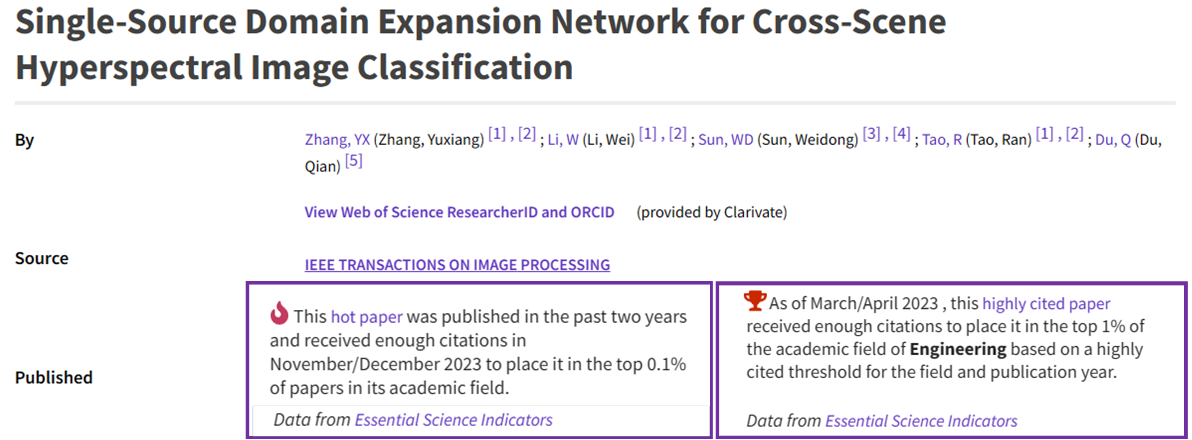 Single-Source Domain Expansion Network for Cross-Scene
Hyperspectral Image Classification
By
Zhang, YX (Zhang, Yuxiang) [1] , [2] ; Li, W (Li, Wei) [1] , [2] ; Sun, WD (Sun, Weidong) [3] , [4] ; Tao, R (Tao, Ran) [1] , [2] ; Du, Q (Du,
Qian) [5]
View Web of Science ResearcherID and ORCID (provided by Clarivate)
Source
IEEE TRANSACTIONS ON IMAGE PROCESSING
This hot paper was published in the past two years
and received enough citations in
November/December 2023 to place it in the top 0.1%
of papers in its academic field.
Data from Essential Science Indicators
As of March/April 2023 , this highly cited paper
received enough citations to place it in the top 1% of
the academic field of Engineering based on a highly
cited threshold for the field and publication year.
Data from Essential Science Indicators
Published